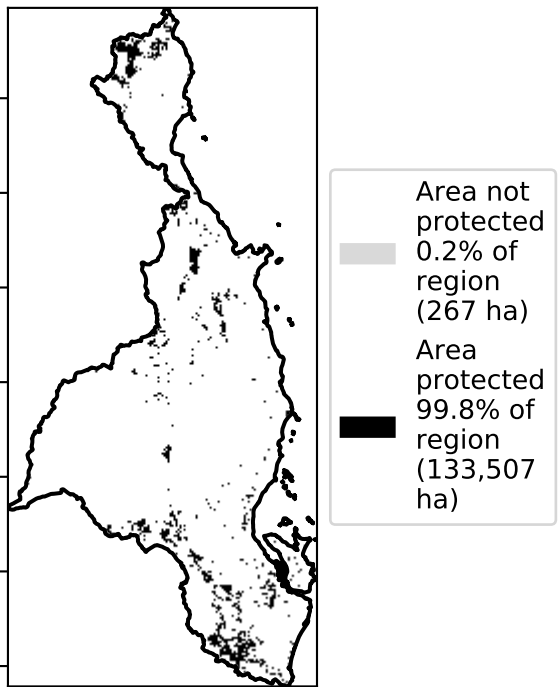 Area not
protected
0.2% of
region
(267 ha)
Area
protected
99.8% of
region
(133,507
ha)